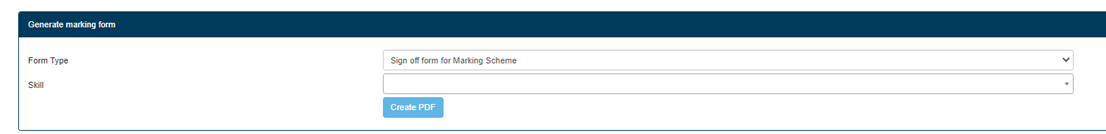 Generate marking form
Form Type
Sign off form for Marking Scheme
Skill
Create PDF